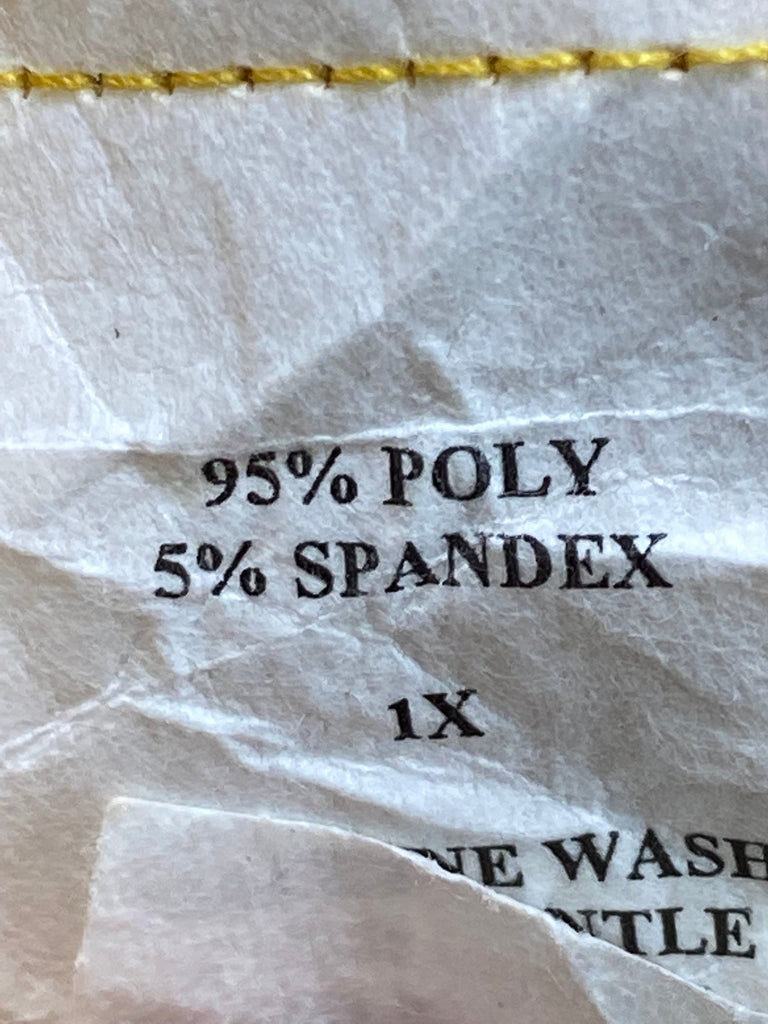 95% POLY
5% SPANDEX
1X
WASH